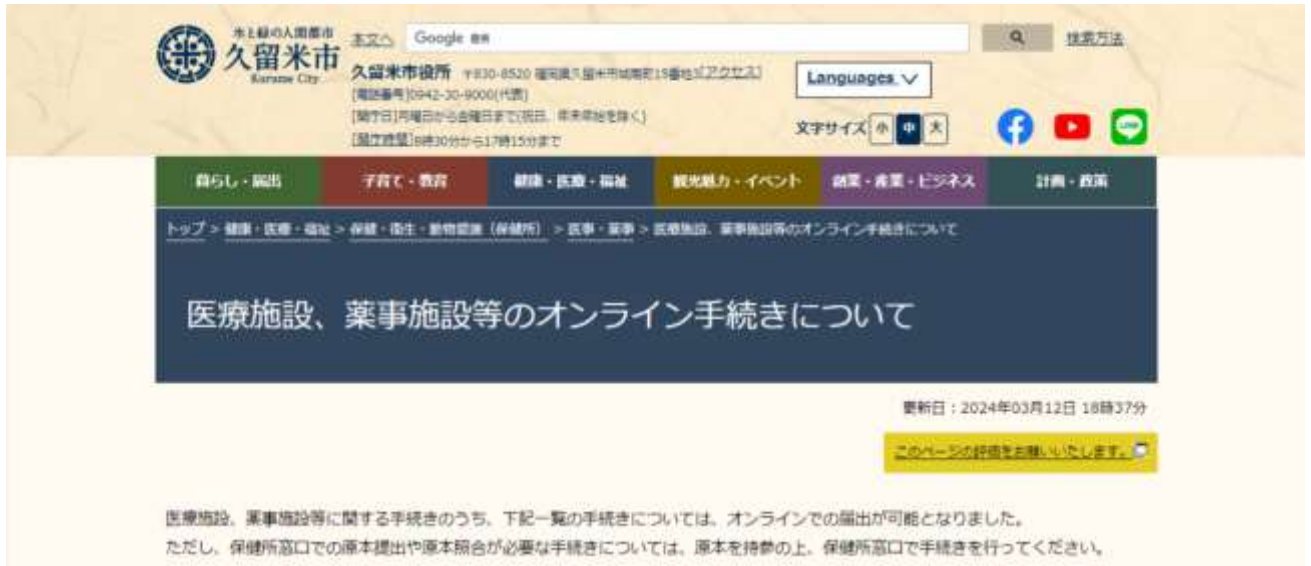 水と緑の人間都市
久留米市
Kurume City
本文へ
Google 検索
検索方法
久留米市役所 〒830-8520 福岡県久留米市城南町15番地3[アクセス]
[電話番号]0942-30-9000(代表)
[開庁日]月曜日から金曜日まで(祝日、年末年始を除く)
[開庁時間]8時30分から17時15分まで
Languages
文字サイズ 小 中 大
LINE
暮らし・届出 子育て・教育 健康・医療・福祉 観光魅力・イベント 創業・産業・ビジネス 計画・政策
トップ > 健康・医療・福祉 > 保健・衛生・動物愛護（保健所） > 医事・薬事 > 医療施設、薬事施設等のオンライン手続きについて
医療施設、薬事施設等のオンライン手続きについて
更新日：2024年03月12日 18時37分
このページの評価をお願いいたします。
医療施設、薬事施設等に関する手続きのうち、下記一覧の手続きについては、オンラインでの届出が可能となりました。
ただし、保健所窓口での原本提出や原本照合が必要な手続きについては、原本を持参の上、保健所窓口で手続きを行ってください。